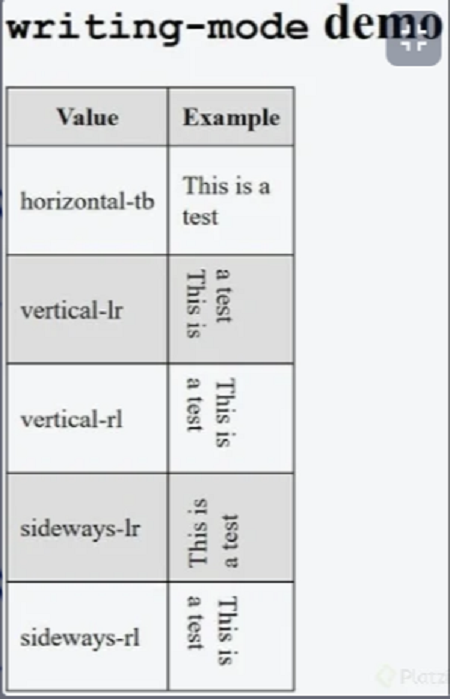 writing-mode demo
Value Example
horizontal-tb This is a
test
vertical-lr This is
a test
vertical-rl This is
a test
sideways-lr This is
a test
sideways-rl This is
a test
Platzi